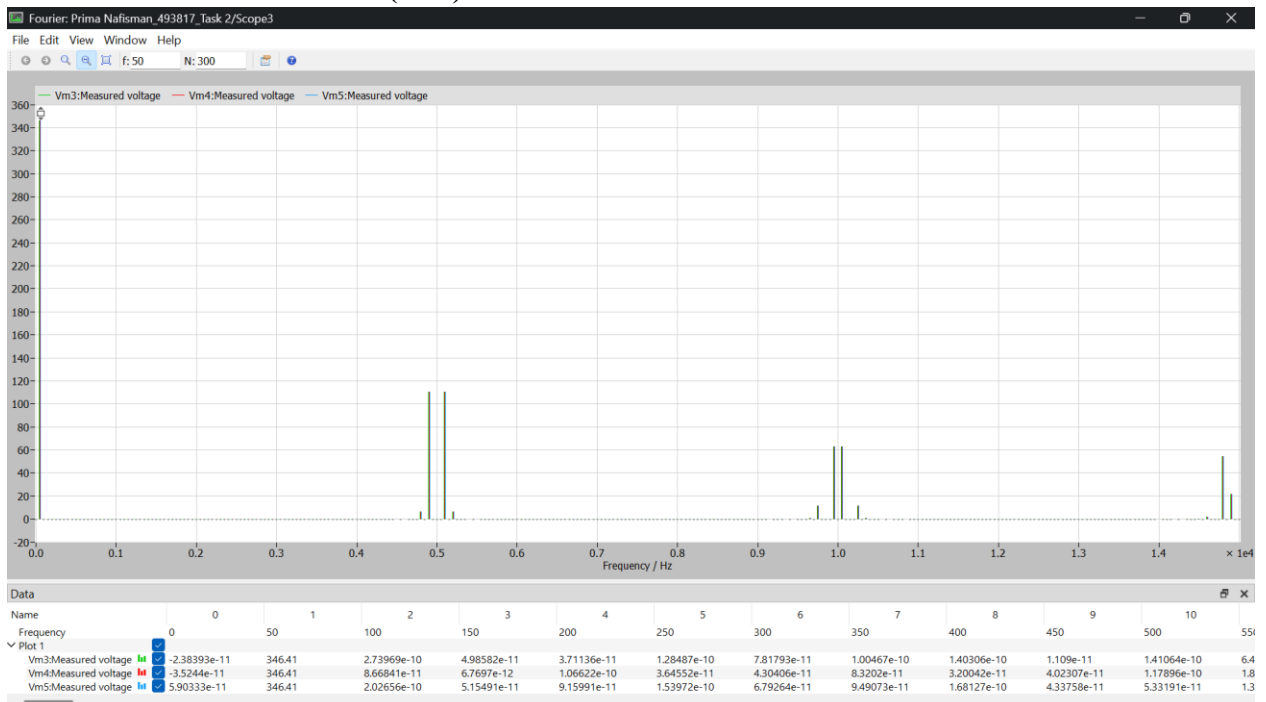 Fourier: Prima Nafisman_493817_Task 2/Scope3
File Edit View Window Help
f: 50 N: 300
Vm3:Measured voltage Vm4:Measured voltage Vm5:Measured voltage
360
340
320
300
280
260
240
220
200
180
160
140
120
100
80
60
40
20
0
-20
0.0 0.1 0.2 0.3 0.4 0.5 0.6 0.7 0.8 0.9 1.0 1.1 1.2 1.3 1.4 × 1e4
Frequency / Hz
Data
Name 0 1 2 3 4 5 6 7 8 9 10
Frequency 0 50 100 150 200 250 300 350 400 450 500 550
Plot 1
Vm3:Measured voltage -2.38393e-11 346.41 2.73969e-10 4.98582e-11 3.71136e-11 1.28487e-10 7.81793e-11 1.00467e-10 1.40306e-10 1.109e-11 1.41064e-10 6.4
Vm4:Measured voltage -3.5244e-11 346.41 8.66841e-11 6.7697e-12 1.06622e-10 3.64552e-11 4.30406e-11 8.3202e-11 3.20042e-11 4.02307e-11 1.17896e-10 1.8
Vm5:Measured voltage 5.90333e-11 346.41 2.02656e-10 5.15491e-11 9.15991e-11 1.53972e-10 6.79264e-11 9.49073e-11 1.68127e-10 4.33758e-11 5.33191e-11 1.3